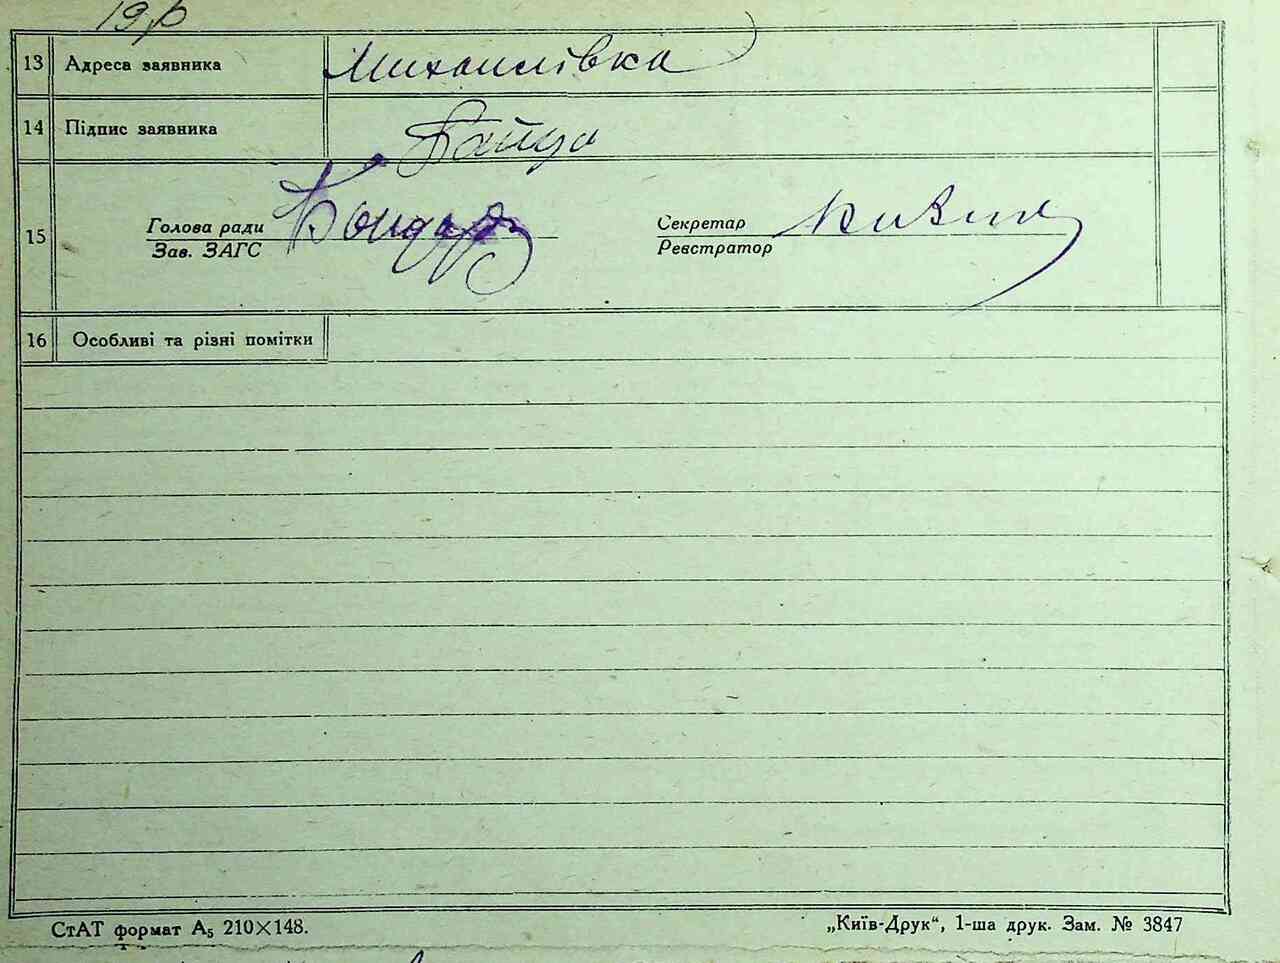 13 Адреса заявника Михайлівка
14 Підпис заявника Байда
15 Голова ради Секретар
Зав. ЗАГС Реєстратор
16 Особливі та різні помітки
СтАТ формат А5 210×148. „Київ-Друк“, 1-ша друк. Зам. № 3847